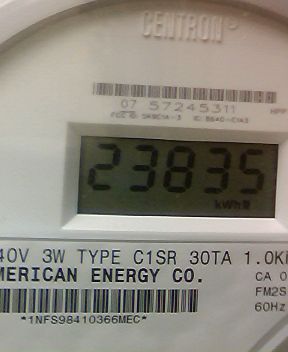 CENTRON®
07 57245311
23835
kWh
40V 3W TYPE C1SR 30TA 1.0K
MERICAN ENERGY CO.
CA 0
FM2S
60Hz
*1NFS98410366MEC*